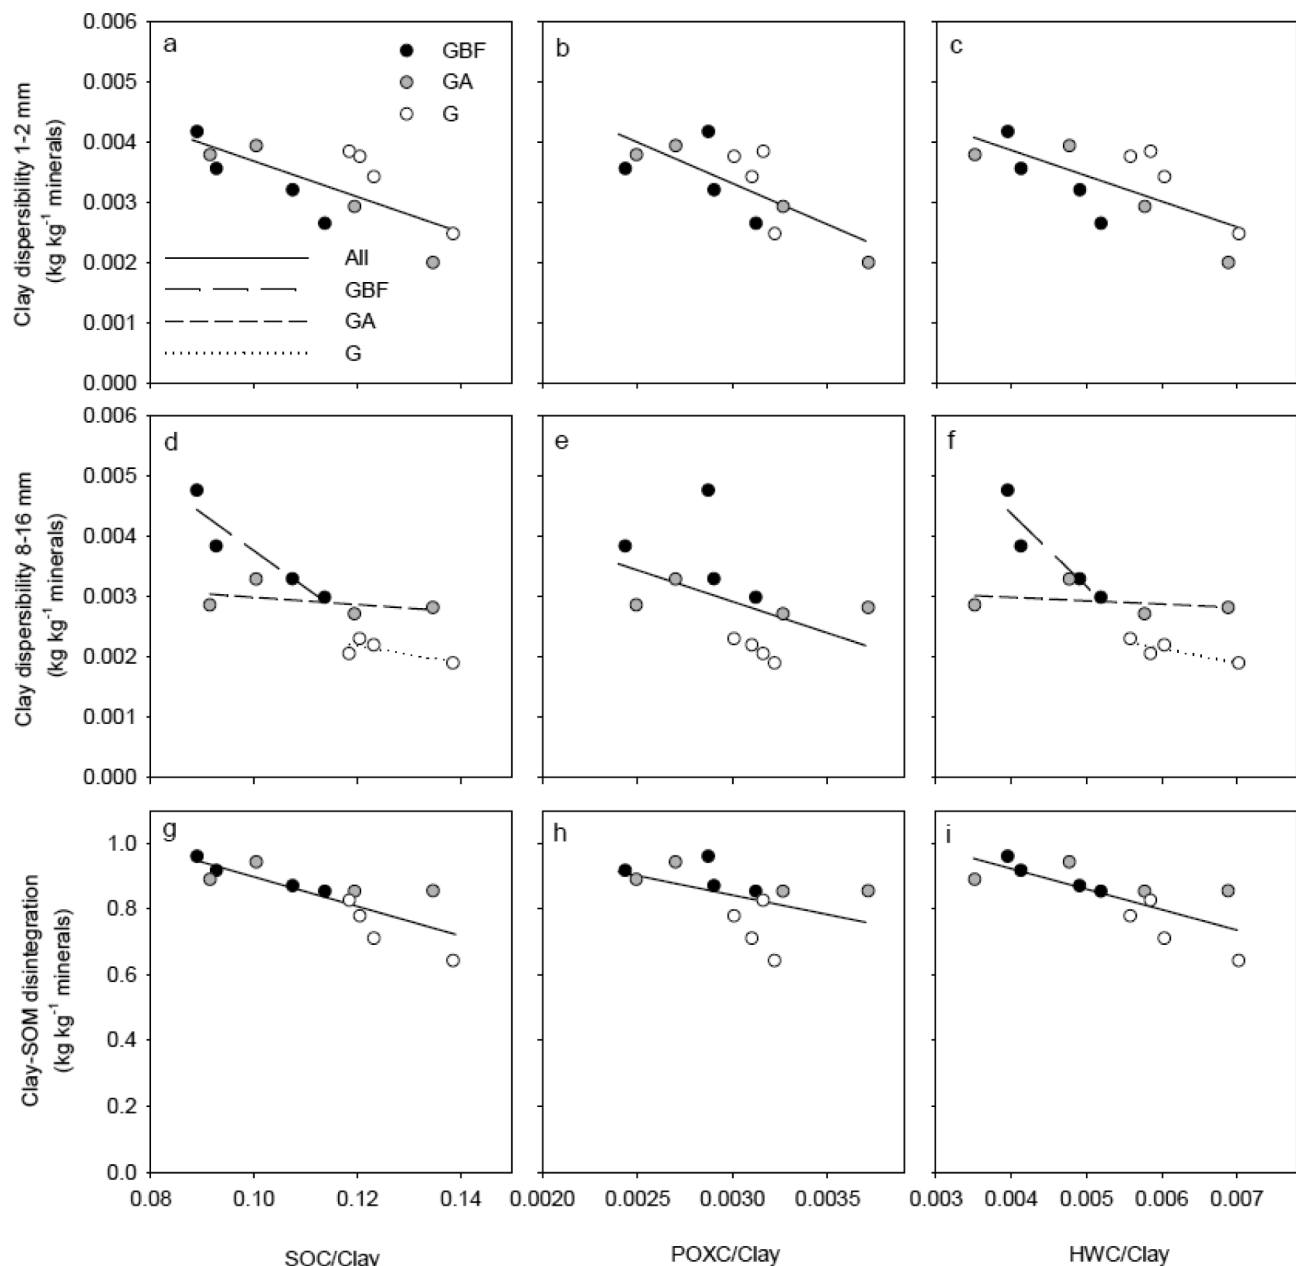 0.006
0.005
0.004
0.003
0.002
0.001
0.000
Clay dispersibility 1-2 mm
(kg kg⁻¹ minerals)
a
GBF
GA
G
All
GBF
GA
G
b
c
0.006
0.005
0.004
0.003
0.002
0.001
0.000
Clay dispersibility 8-16 mm
(kg kg⁻¹ minerals)
d
e
f
1.0
0.8
0.6
0.4
0.2
0.0
Clay-SOM disintegration
(kg kg⁻¹ minerals)
g
h
i
0.08 0.10 0.12 0.14
0.0020 0.0025 0.0030 0.0035
0.003 0.004 0.005 0.006 0.007
SOC/Clay
POXC/Clay
HWC/Clay